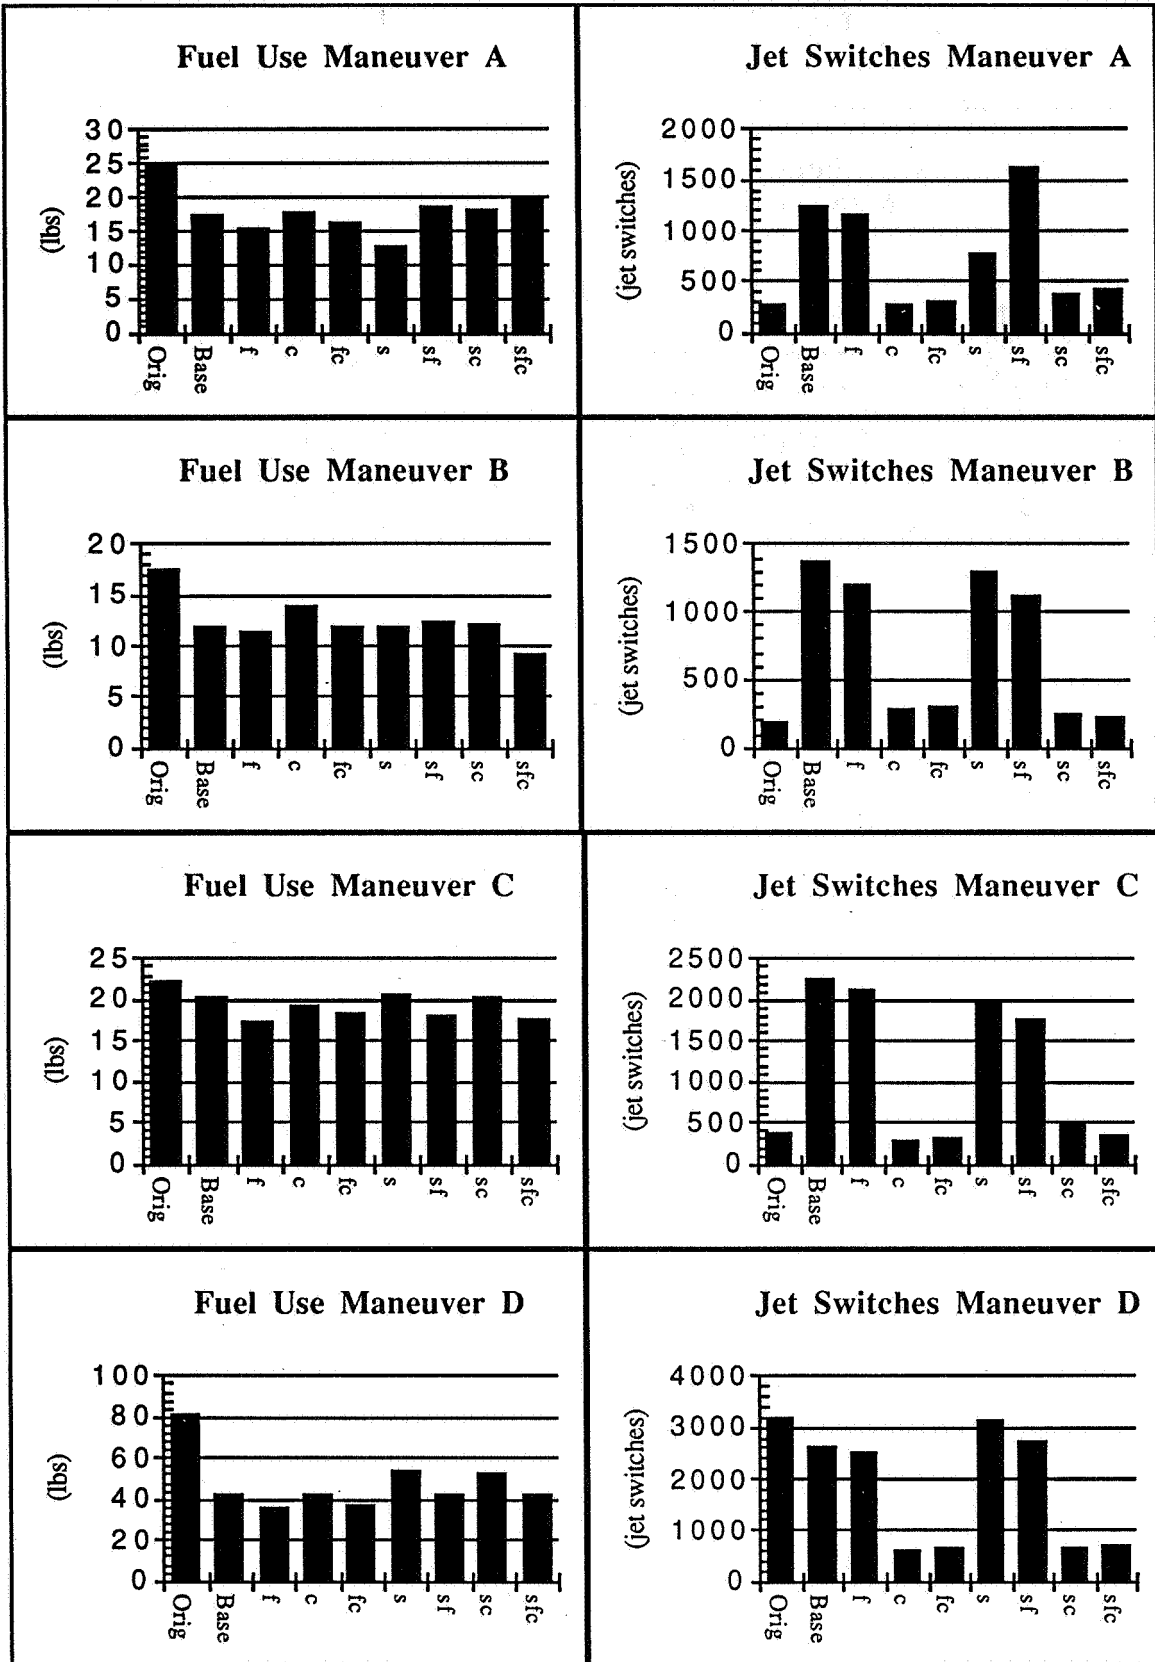 Fuel Use Maneuver A
30
25
20
15
10
5
0
(lbs)
Orig Base f c fc s sf sc sfc
Jet Switches Maneuver A
2000
1500
1000
500
0
(jet switches)
Orig Base f c fc s sf sc sfc
Fuel Use Maneuver B
20
15
10
5
0
(lbs)
Orig Base f c fc s sf sc sfc
Jet Switches Maneuver B
1500
1000
500
0
(jet switches)
Orig Base f c fc s sf sc sfc
Fuel Use Maneuver C
25
20
15
10
5
0
(lbs)
Orig Base f c fc s sf sc sfc
Jet Switches Maneuver C
2500
2000
1500
1000
500
0
(jet switches)
Orig Base f c fc s sf sc sfc
Fuel Use Maneuver D
100
80
60
40
20
0
(lbs)
Orig Base f c fc s sf sc sfc
Jet Switches Maneuver D
4000
3000
2000
1000
0
(jet switches)
Orig Base f c fc s sf sc sfc